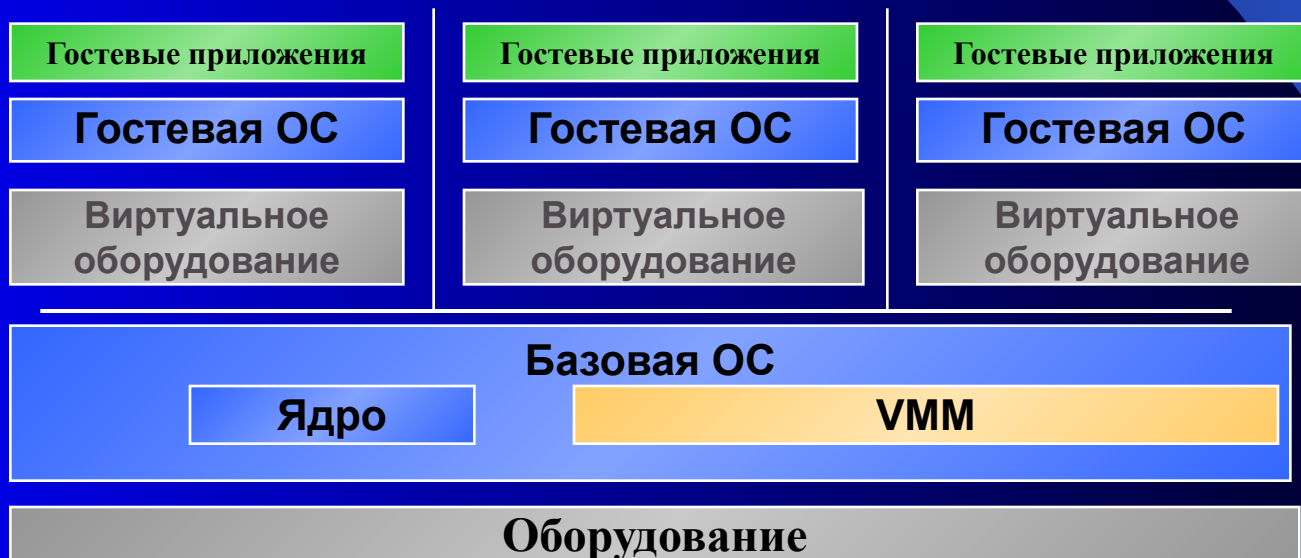 Гостевые приложения
Гостевые приложения
Гостевые приложения
Гостевая ОС
Гостевая ОС
Гостевая ОС
Виртуальное
оборудование
Виртуальное
оборудование
Виртуальное
оборудование
Базовая ОС
Ядро
VMM
Оборудование